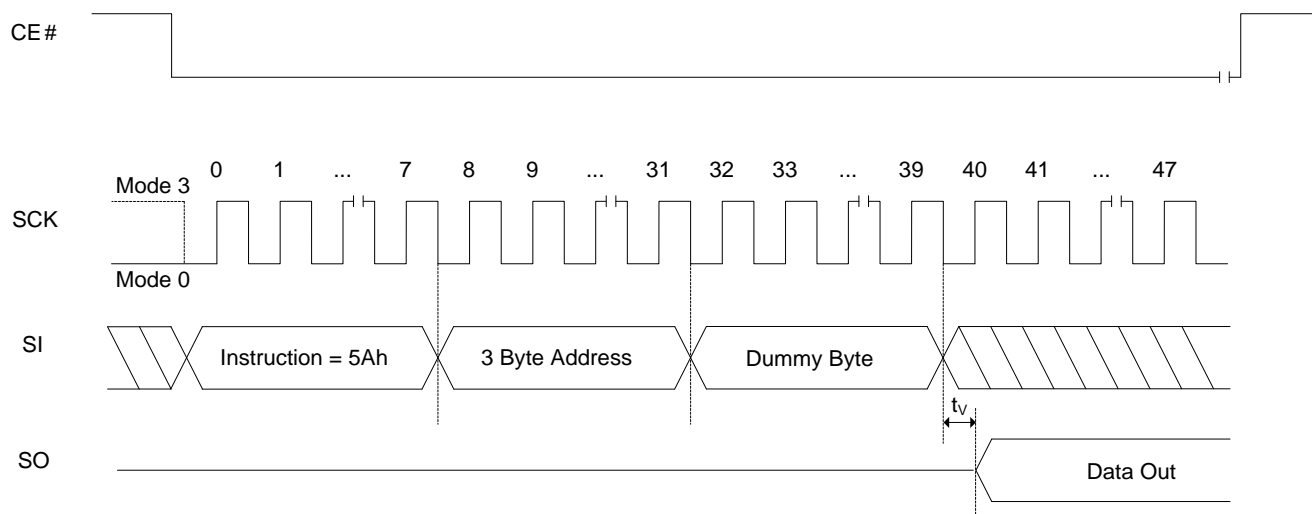 CE#
0 1 ... 7 8 9 ... 31 32 33 ... 39 40 41 ... 47
Mode 3
SCK
Mode 0
SI
Instruction = 5Ah
3 Byte Address
Dummy Byte
tV
SO
Data Out